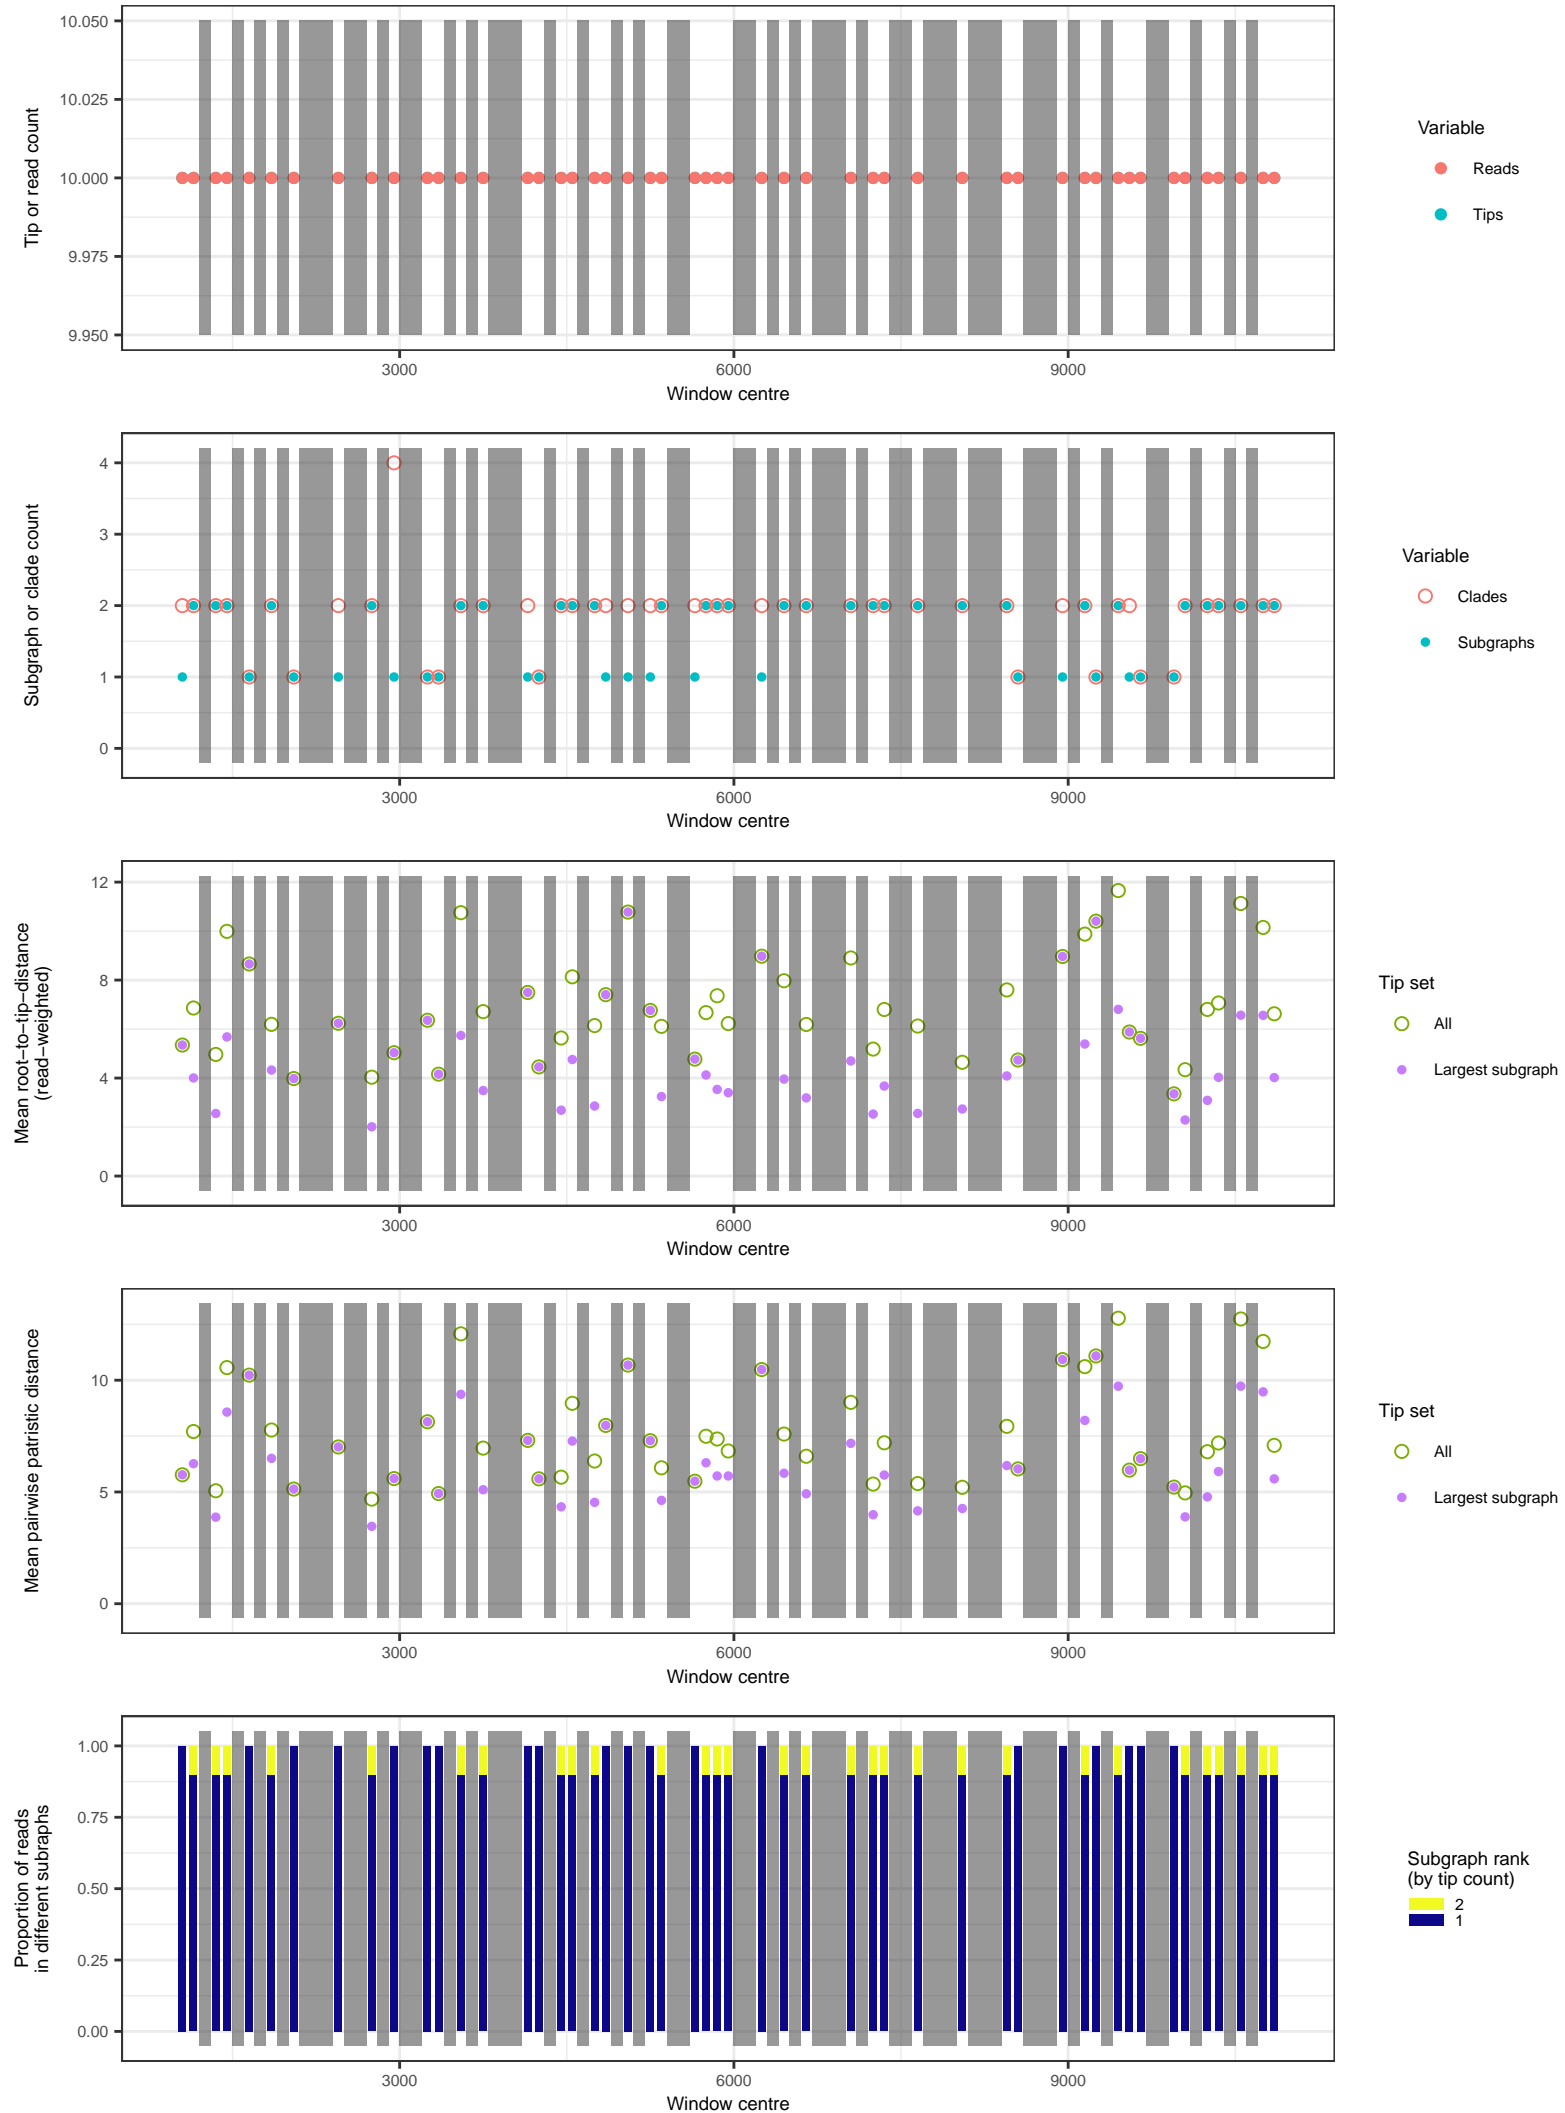 10.050
10.025
10.000
9.975
9.950
Tip or read count
3000 6000 9000
Window centre
Variable
Reads
Tips
4
3
2
1
0
Subgraph or clade count
3000 6000 9000
Window centre
Variable
Clades
Subgraphs
12
8
4
0
Mean root−to−tip−distance
(read−weighted)
3000 6000 9000
Window centre
Tip set
All
Largest subgraph
10
5
0
Mean pairwise patristic distance
3000 6000 9000
Window centre
Tip set
All
Largest subgraph
1.00
0.75
0.50
0.25
0.00
Proportion of reads
in different subraphs
3000 6000 9000
Window centre
Subgraph rank
(by tip count)
2
1